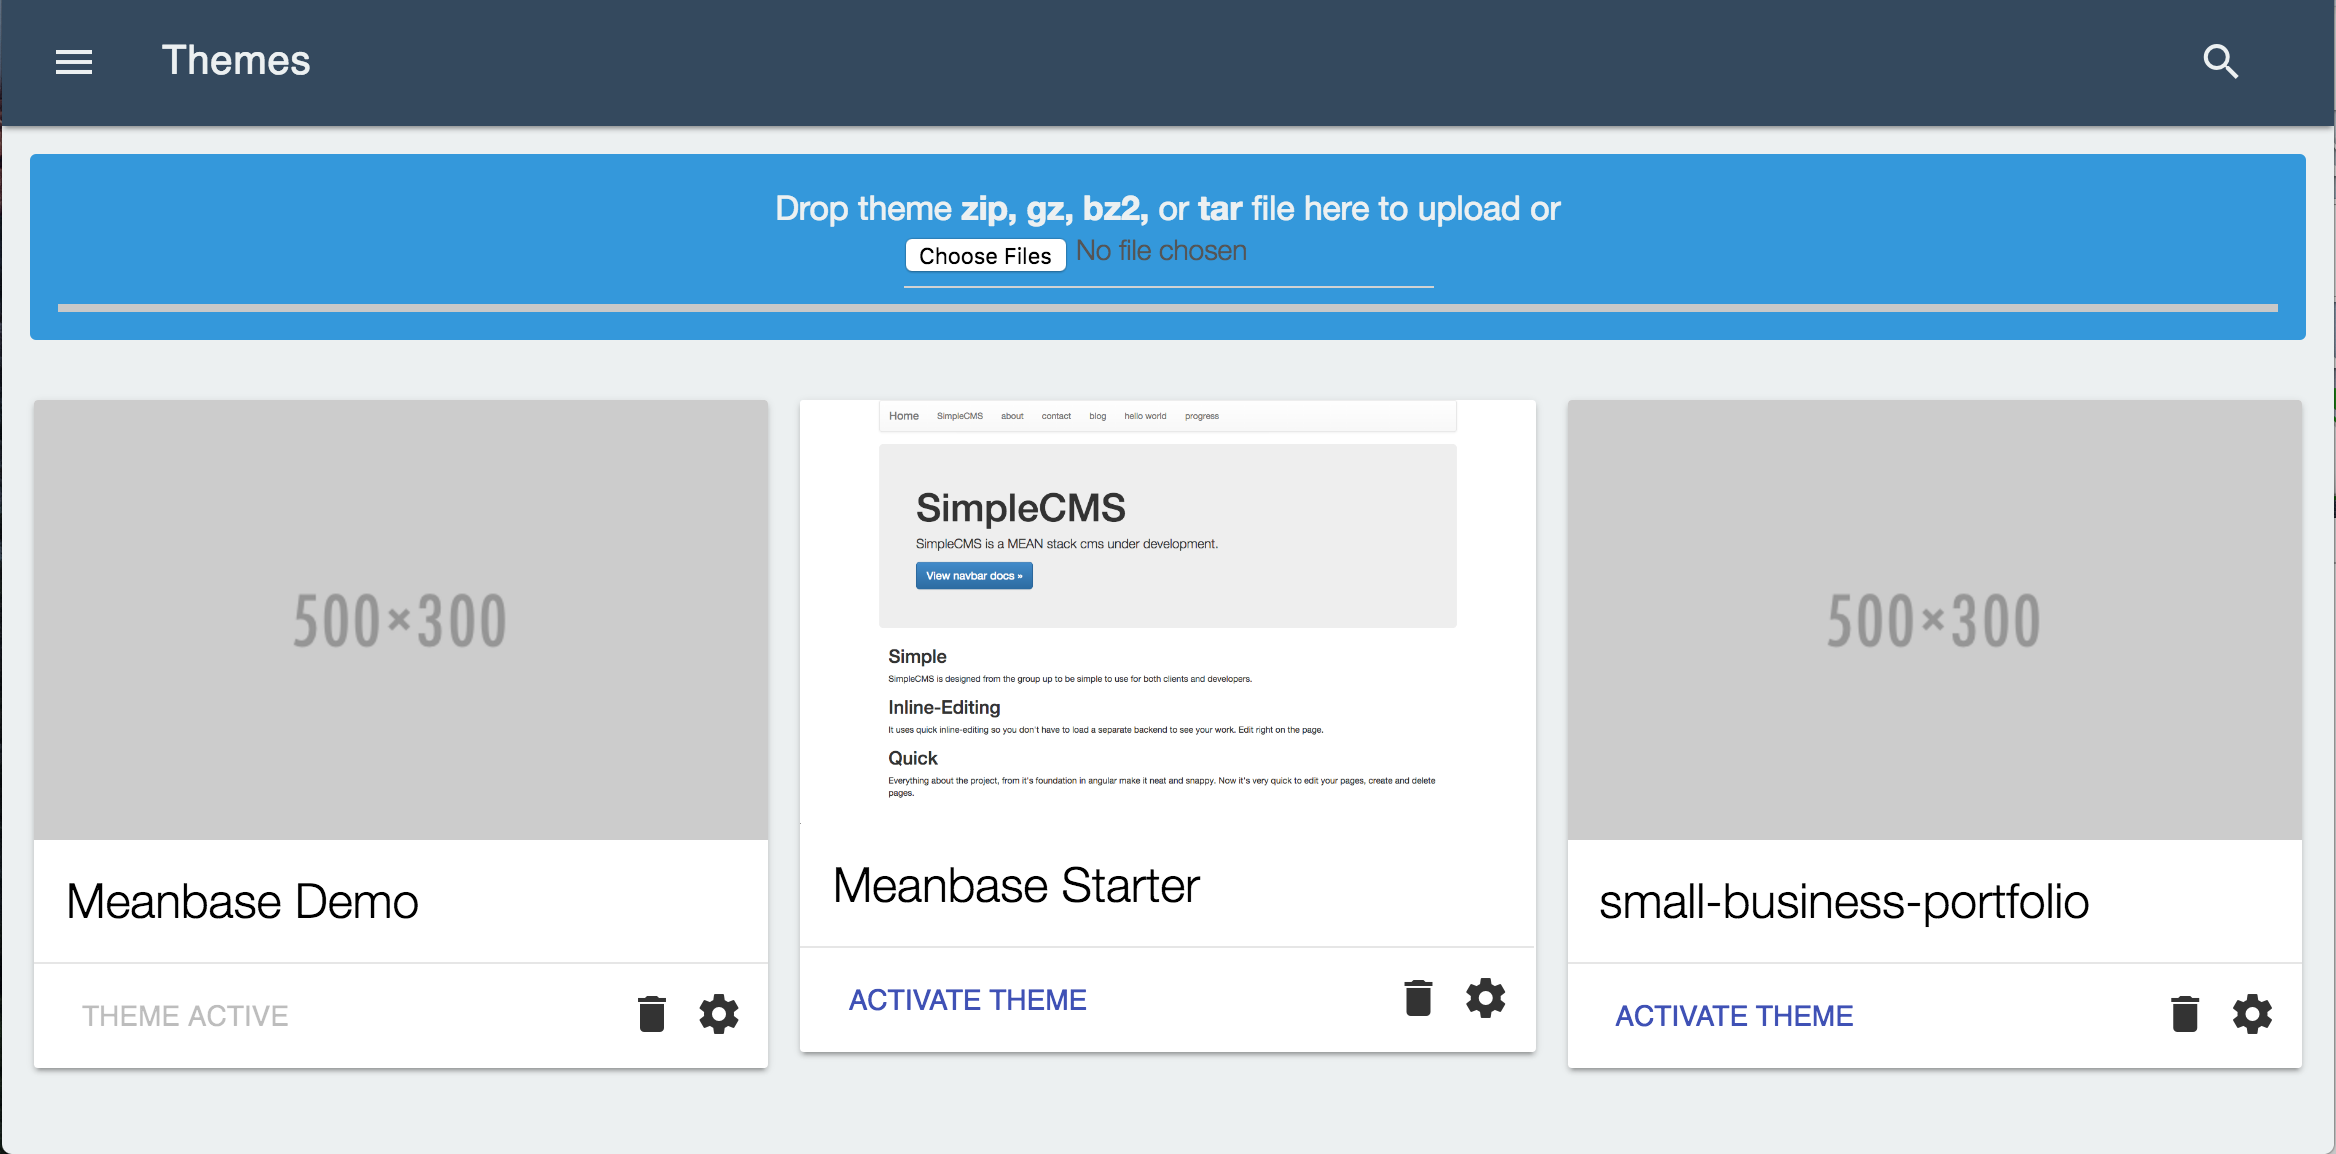 Themes
Drop theme zip, gz, bz2, or tar file here to upload or
Choose Files No file chosen
500×300
Meanbase Demo
THEME ACTIVE
Home SimpleCMS about contact blog hello world progress
SimpleCMS
SimpleCMS is a MEAN stack cms under development.
View navbar docs »
Simple
SimpleCMS is designed from the group up to be simple to use for both clients and developers.
Inline-Editing
It uses quick inline-editing so you don't have to load a separate backend to see your work. Edit right on the page.
Quick
Everything about the project, from it's foundation in angular make it neat and snappy. Now it's very quick to edit your pages, create and delete
pages.
Meanbase Starter
ACTIVATE THEME
500×300
small-business-portfolio
ACTIVATE THEME